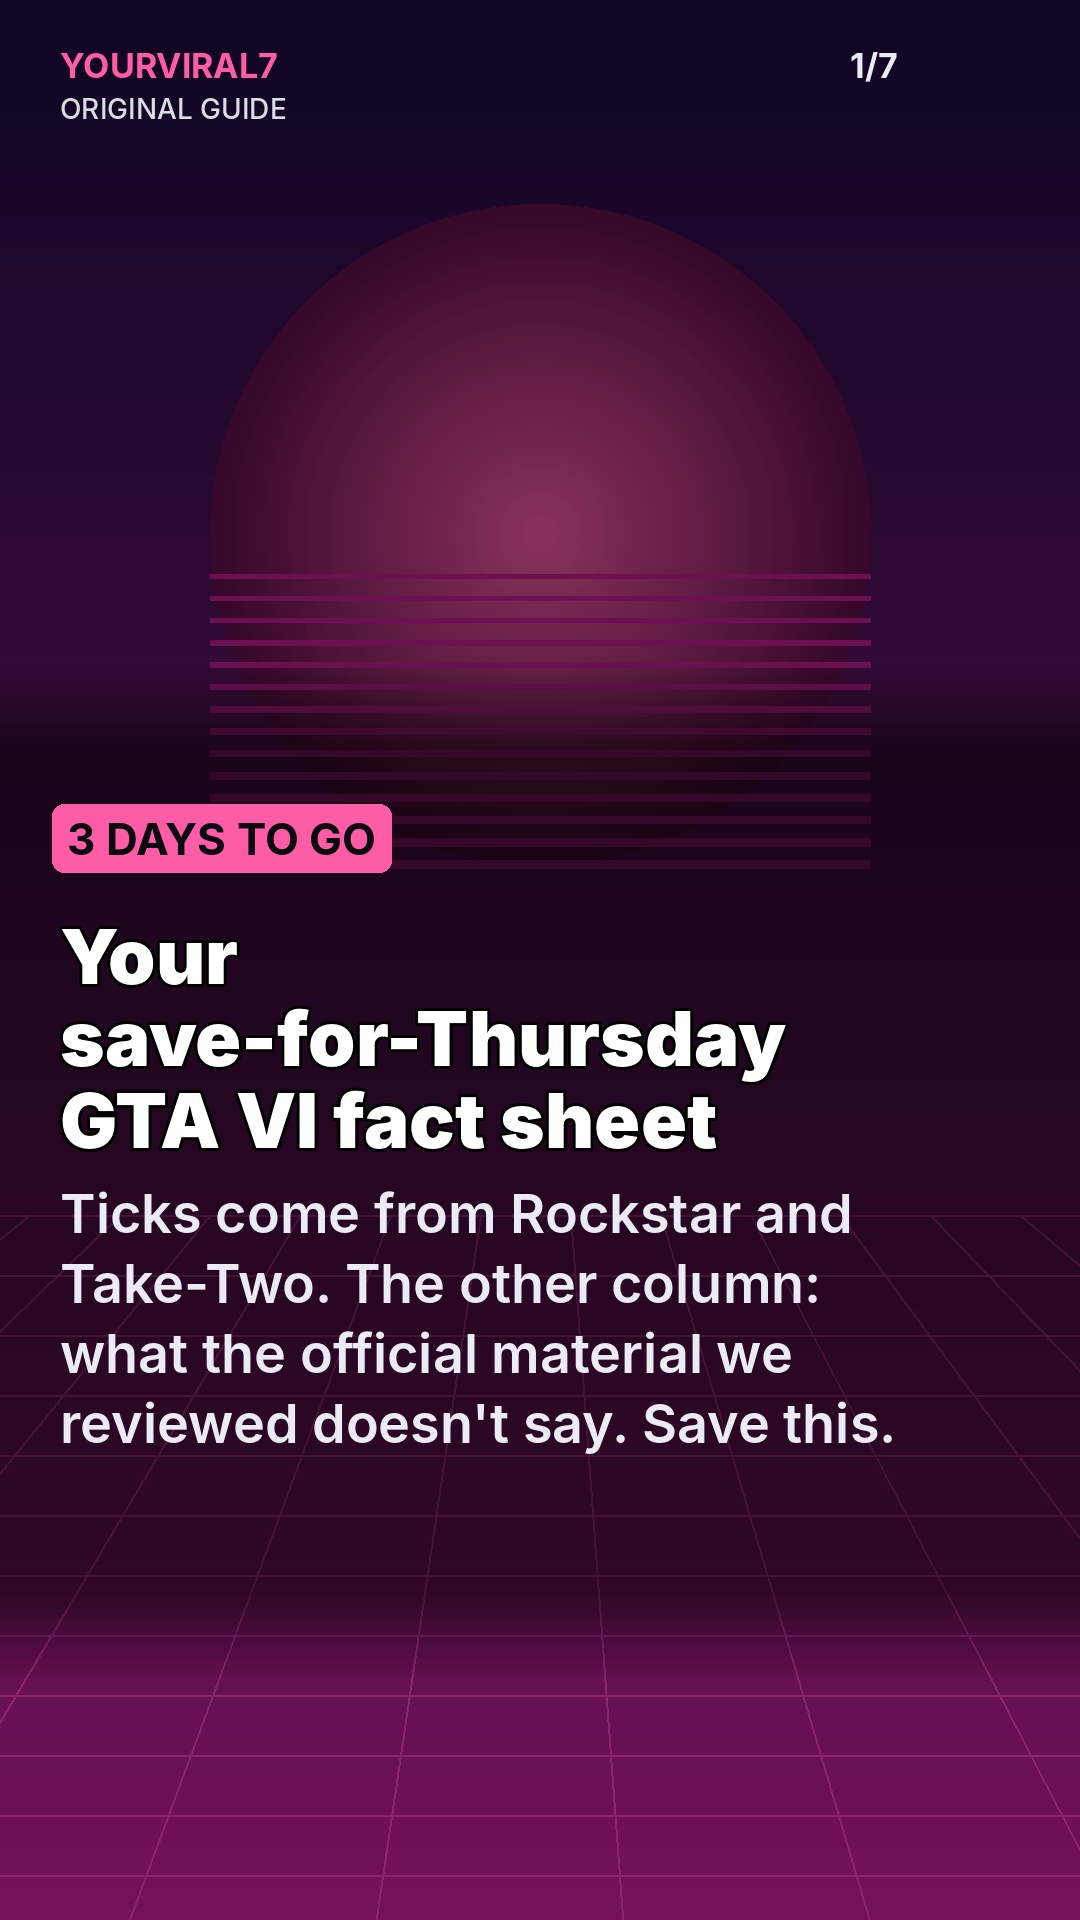 YOURVIRAL7
1/7
ORIGINAL GUIDE
3 DAYS TO GO
Your
save-for-Thursday
GTA VI fact sheet
Ticks come from Rockstar and
Take-Two. The other column:
what the official material we
reviewed doesn't say. Save this.